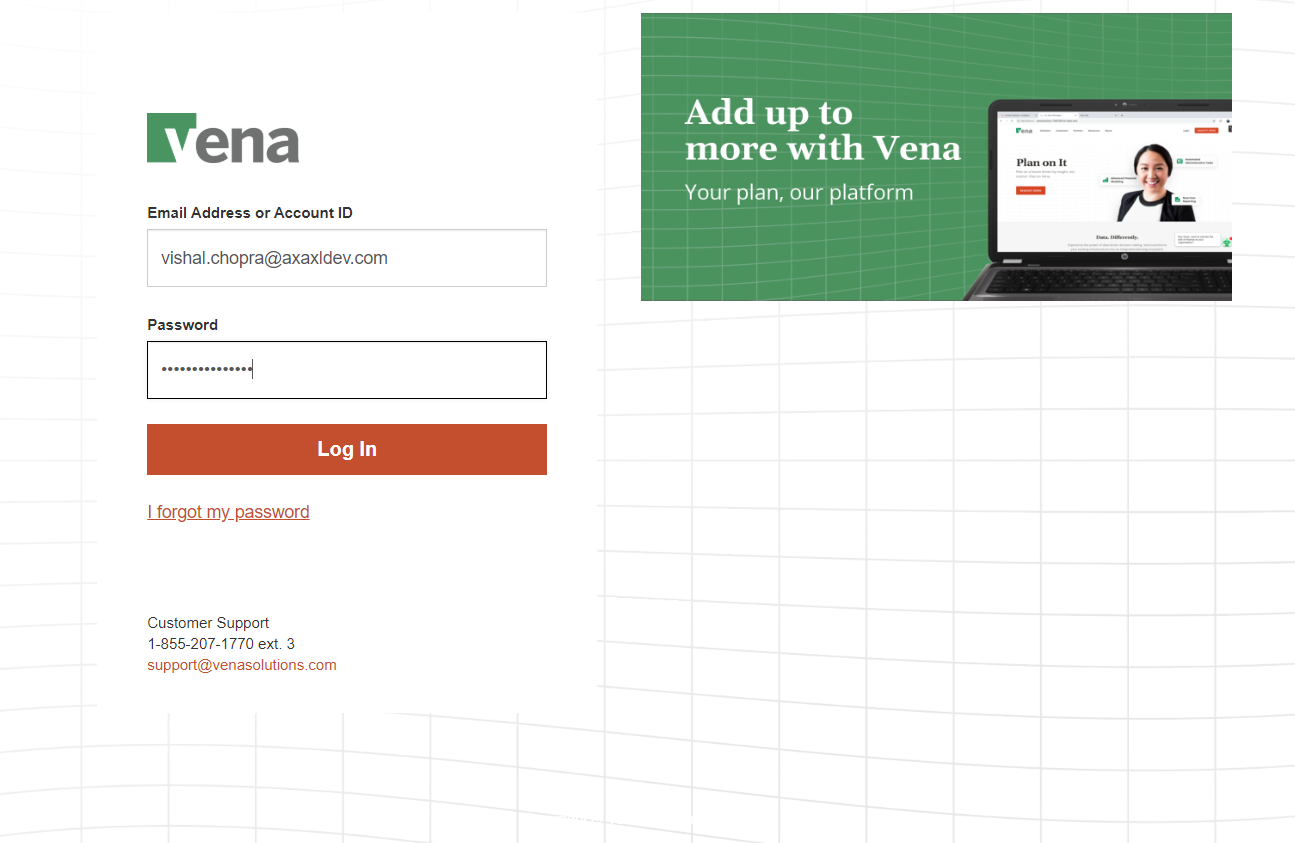 Vena
Email Address or Account ID
vishal.chopra@axaxldev.com
Password
•••••••••••••••
Log In
I forgot my password
Customer Support
1-855-207-1770 ext. 3
support@venasolutions.com
Add up to
more with Vena
Your plan, our platform
Vena
Plan on It
Data. Differently.